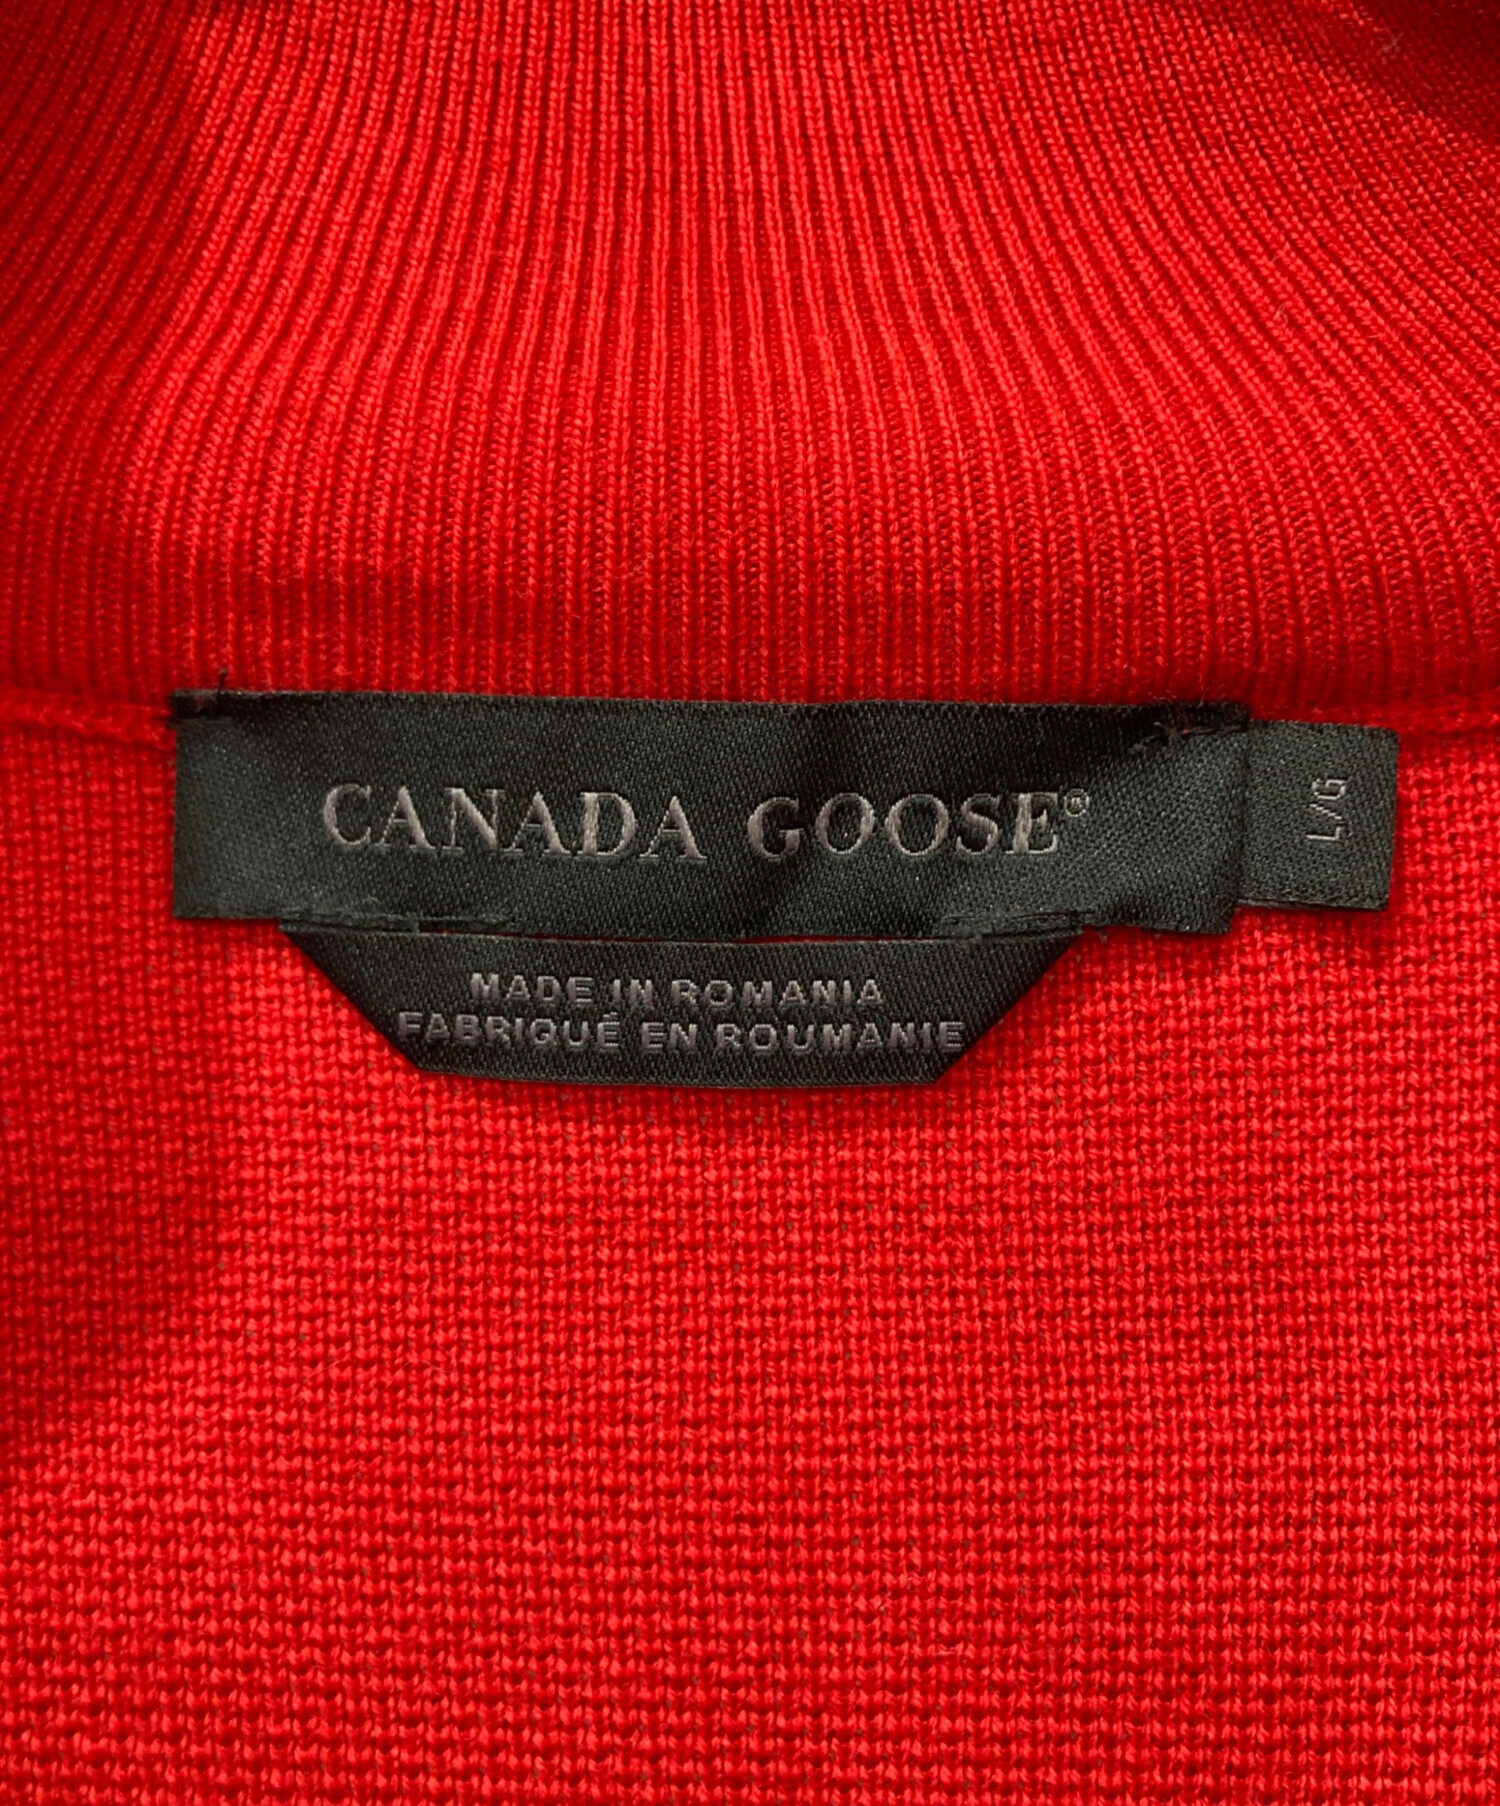 CANADA GOOSE®
L/G
MADE IN ROMANIA
FABRIQUÉ EN ROUMANIE